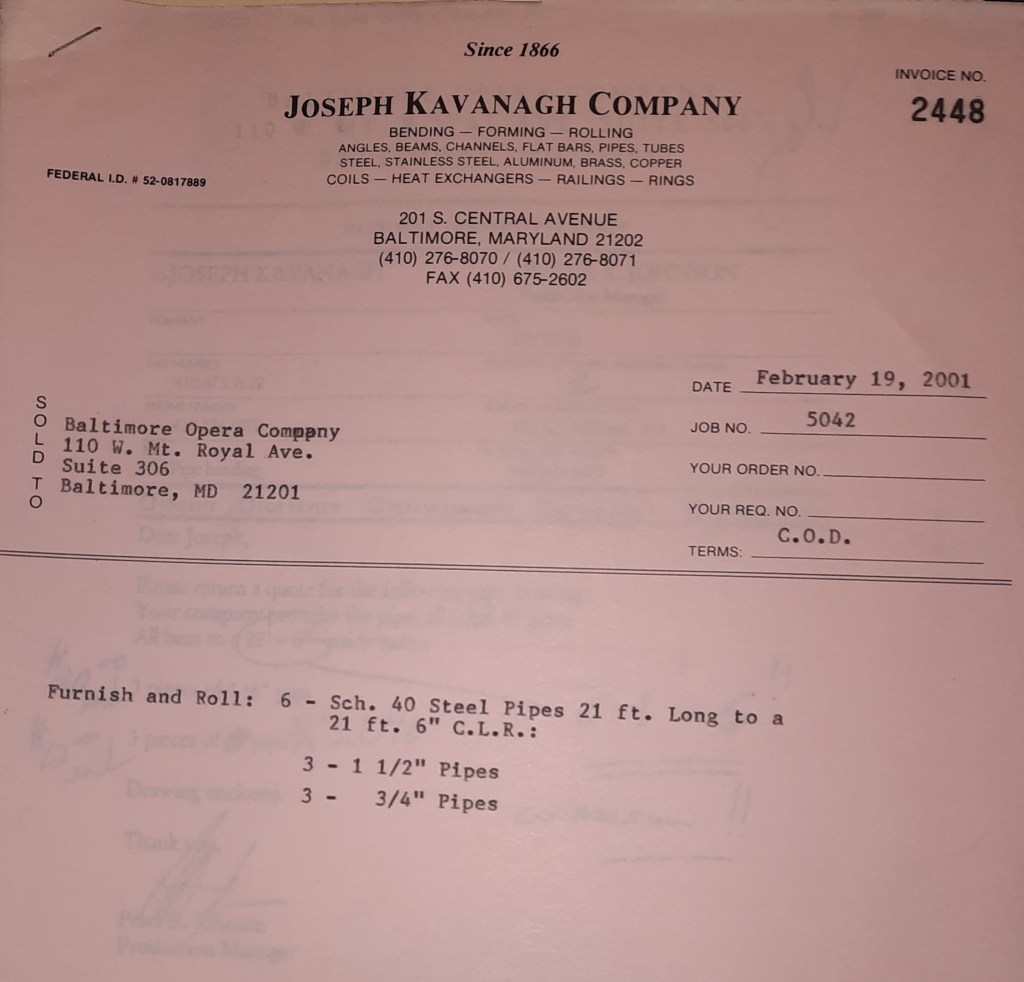 Since 1866
INVOICE NO.
JOSEPH KAVANAGH COMPANY
2448
BENDING — FORMING — ROLLING
ANGLES, BEAMS, CHANNELS, FLAT BARS, PIPES, TUBES
STEEL, STAINLESS STEEL, ALUMINUM, BRASS, COPPER
COILS — HEAT EXCHANGERS — RAILINGS — RINGS
FEDERAL I.D. # 52-0817889
201 S. CENTRAL AVENUE
BALTIMORE, MARYLAND 21202
(410) 276-8070 / (410) 276-8071
FAX (410) 675-2602
DATE February 19, 2001
JOB NO. 5042
YOUR ORDER NO.
YOUR REQ. NO.
TERMS: C.O.D.
SOLD TO
Baltimore Opera Company
110 W. Mt. Royal Ave.
Suite 306
Baltimore, MD 21201
Furnish and Roll: 6 - Sch. 40 Steel Pipes 21 ft. Long to a
21 ft. 6" C.L.R.:
3 - 1 1/2" Pipes
3 - 3/4" Pipes